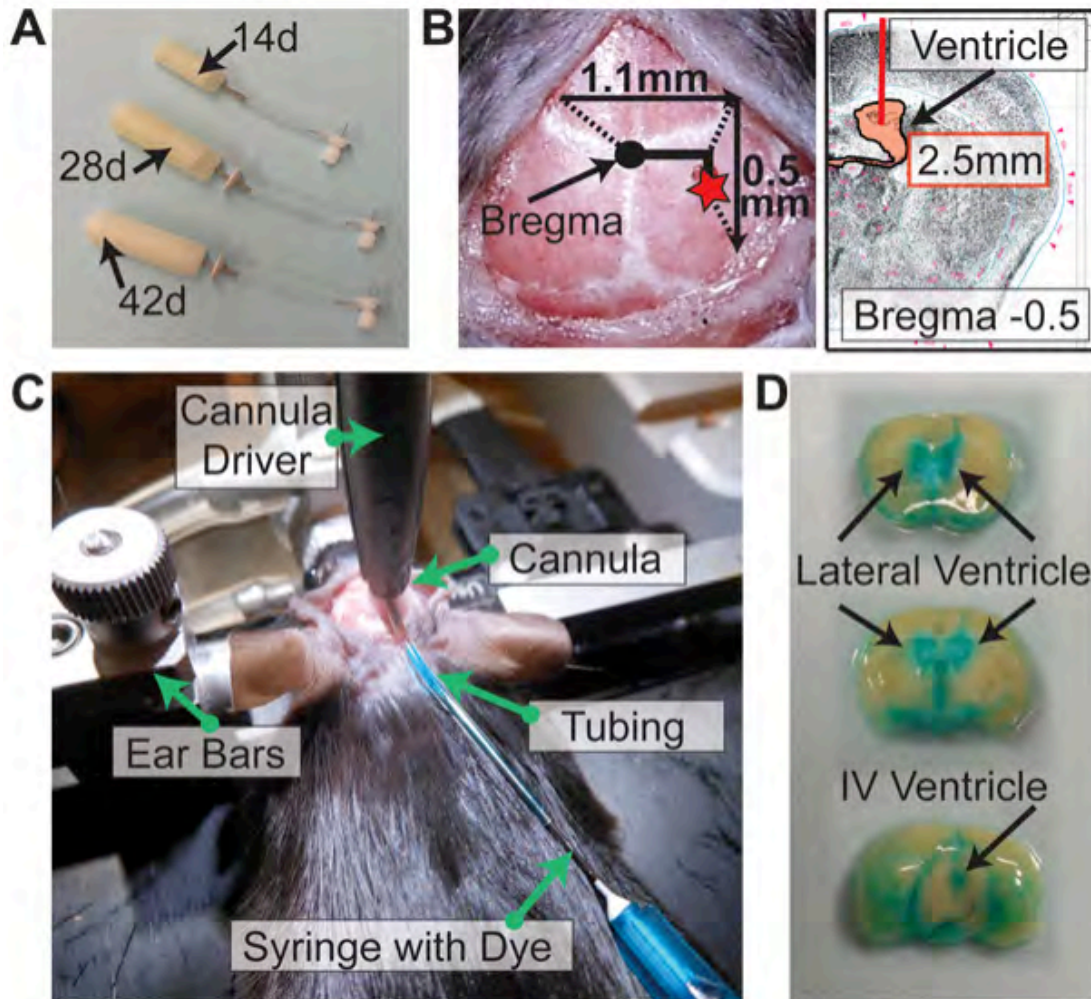 A
14d
28d
42d
B
1.1mm
0.5
mm
Bregma
Ventricle
2.5mm
Bregma -0.5
C
Cannula
Driver
Cannula
Tubing
Ear Bars
Syringe with Dye
D
Lateral Ventricle
IV Ventricle